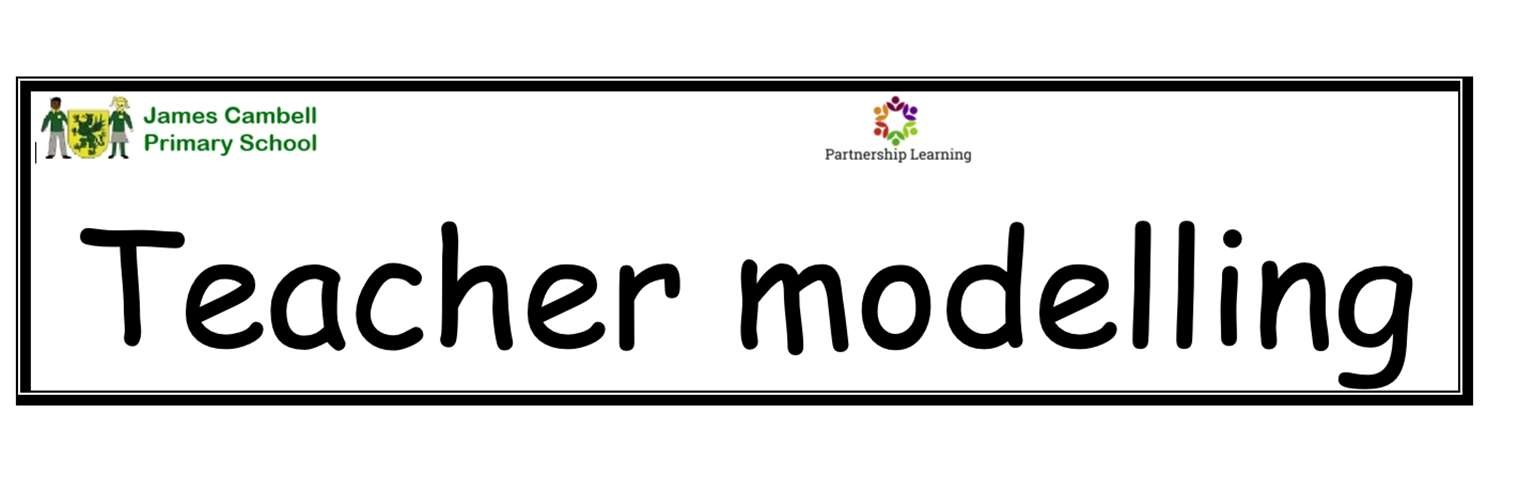 James Cambell
Primary School
Partnership Learning
Teacher modelling